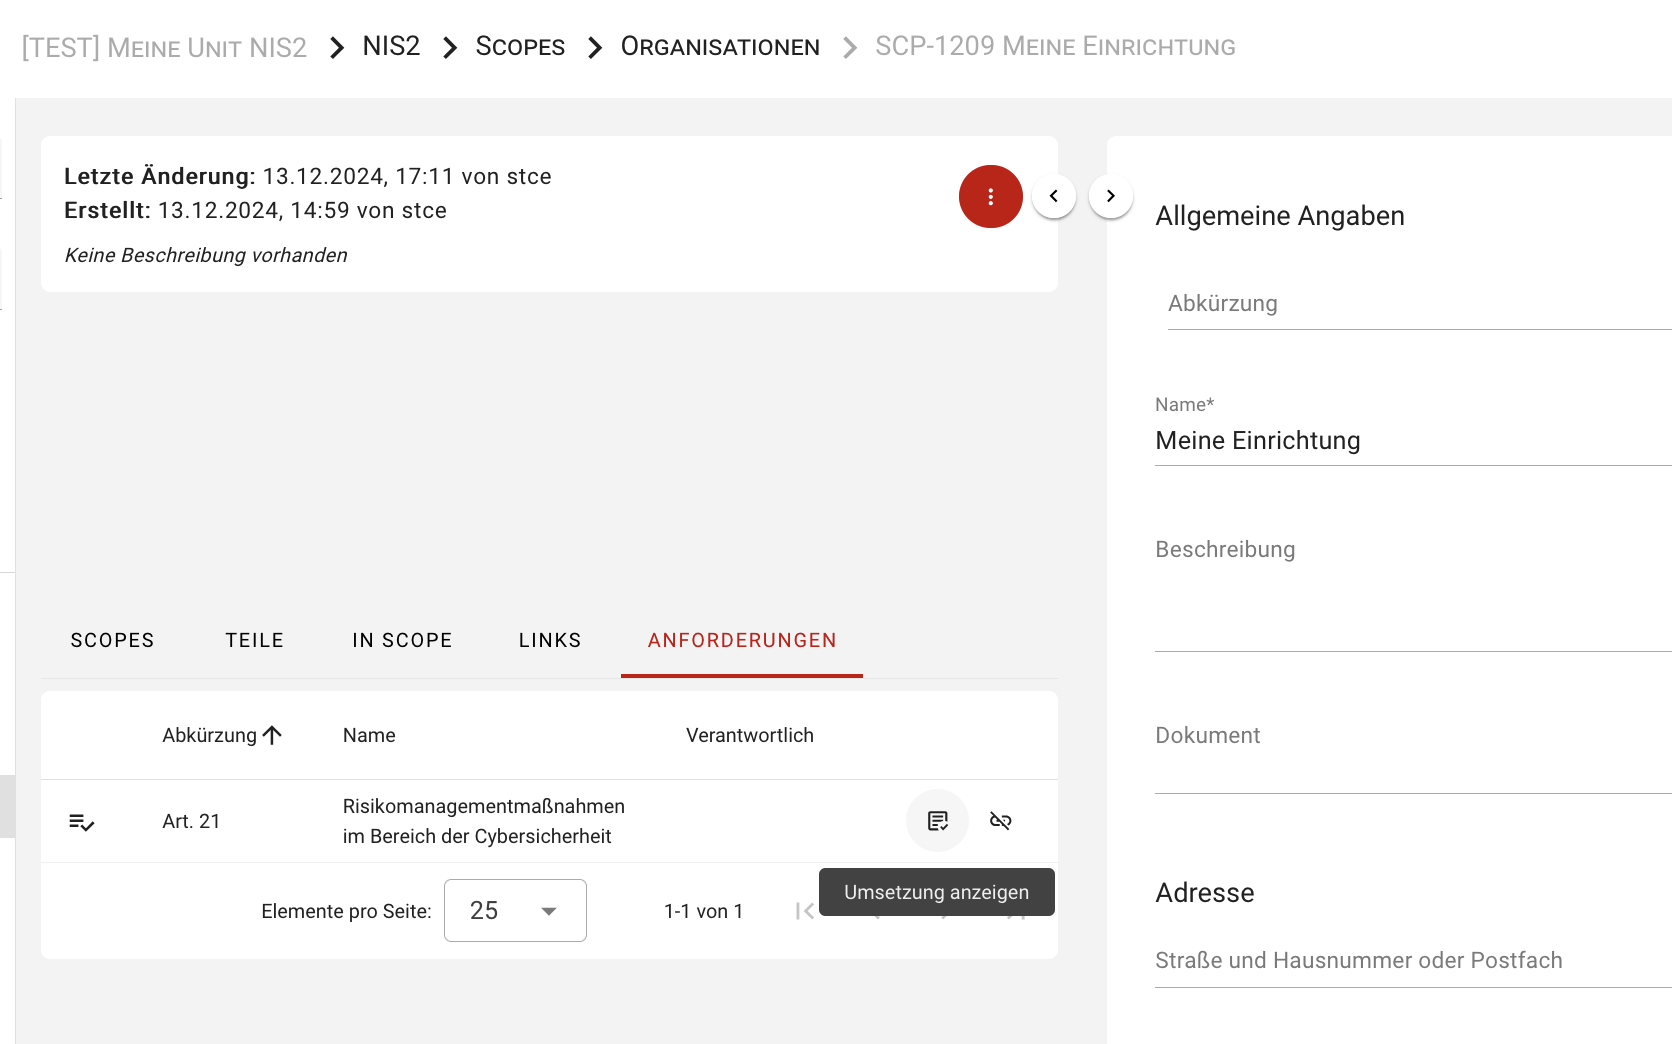 [TEST] Meine Unit NIS2 NIS2 Scopes Organisationen SCP-1209 Meine Einrichtung
Letzte Änderung: 13.12.2024, 17:11 von stce
Erstellt: 13.12.2024, 14:59 von stce
Keine Beschreibung vorhanden
SCOPES TEILE IN SCOPE LINKS ANFORDERUNGEN
Abkürzung Name Verantwortlich
Art. 21
Risikomanagementmaßnahmen
im Bereich der Cybersicherheit
Umsetzung anzeigen
Elemente pro Seite: 25 1-1 von 1
Allgemeine Angaben
Abkürzung
Name*
Meine Einrichtung
Beschreibung
Dokument
Adresse
Straße und Hausnummer oder Postfach